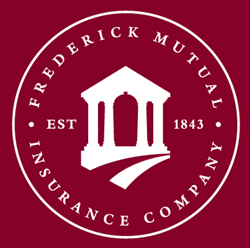 FREDERICK MUTUAL
EST 1843
INSURANCE COMPANY